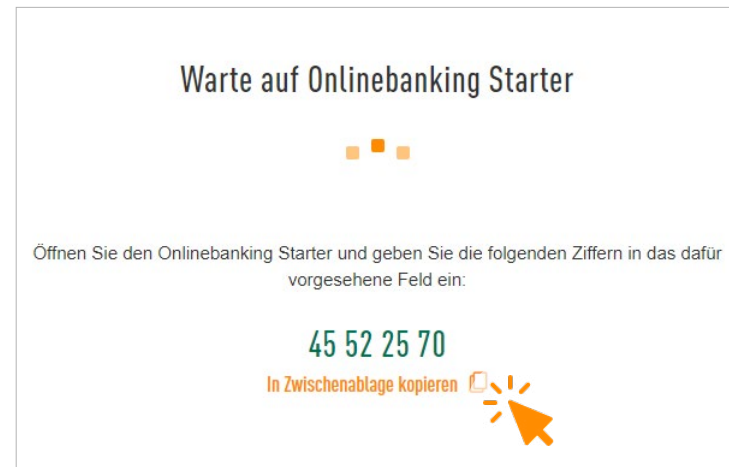 Warte auf Onlinebanking Starter
Öffnen Sie den Onlinebanking Starter und geben Sie die folgenden Ziffern in das dafür
vorgesehene Feld ein:
45 52 25 70
In Zwischenablage kopieren